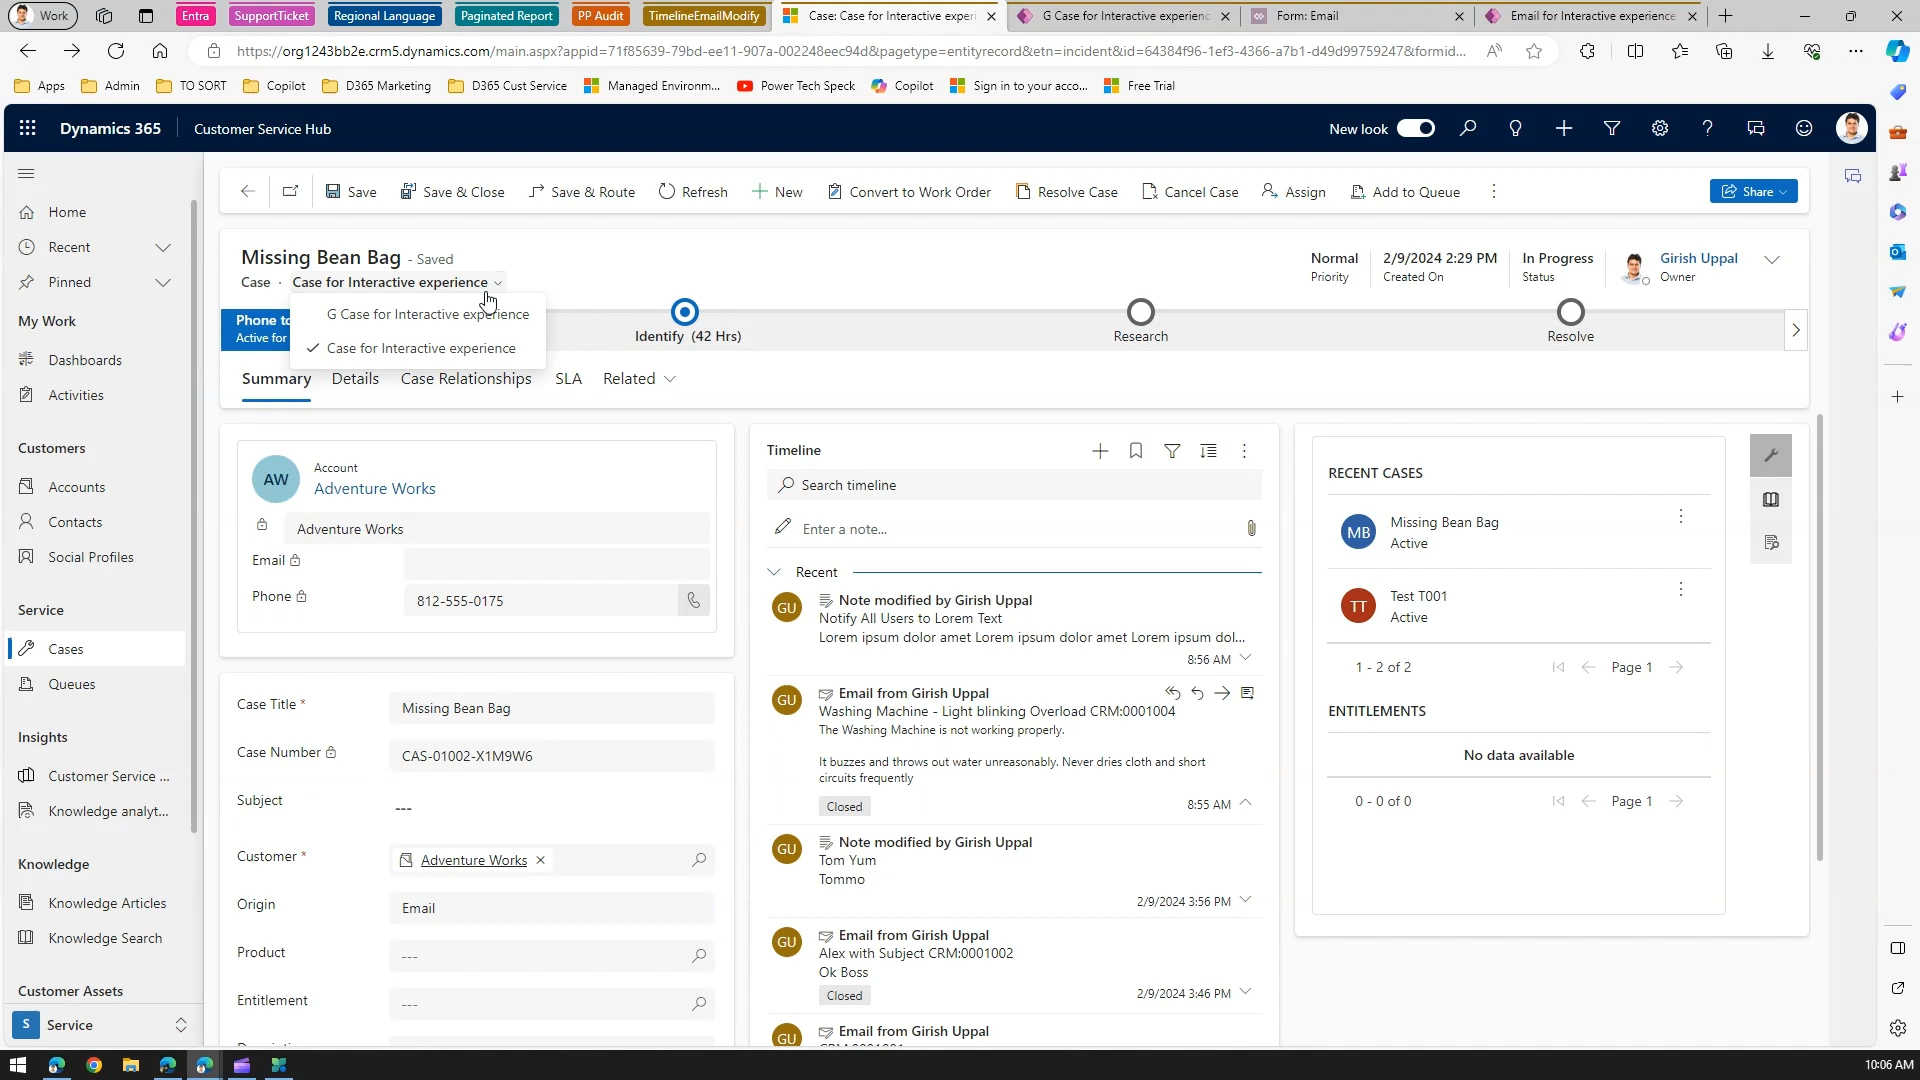 Work
Entra
SupportTicket
Regional Language
Paginated Report
PP Audit
TimelineEmailModify
Case: Case for Interactive experien
G Case for Interactive experienc
Form: Email
Email for Interactive experience
https://org1243bb2e.crm5.dynamics.com/main.aspx?appid=71f85639-79bd-ee11-907a-002248eec94d&pagetype=entityrecord&etn=incident&id=64384f96-1ef3-4366-a7b1-d49d99759247&formid...
Apps
Admin
TO SORT
Copilot
D365 Marketing
D365 Cust Service
Managed Environm...
Power Tech Speck
Copilot
Sign in to your acco...
Free Trial
Dynamics 365
Customer Service Hub
New look
Save
Save & Close
Save & Route
Refresh
New
Convert to Work Order
Resolve Case
Cancel Case
Assign
Add to Queue
Share
Home
Recent
Pinned
My Work
Dashboards
Activities
Customers
Accounts
Contacts
Social Profiles
Service
Cases
Queues
Insights
Customer Service ...
Knowledge analyt...
Knowledge
Knowledge Articles
Knowledge Search
Customer Assets
S
Service
Missing Bean Bag - Saved
Case · Case for Interactive experience
G Case for Interactive experience
Case for Interactive experience
Normal
Priority
2/9/2024 2:29 PM
Created On
In Progress
Status
Girish Uppal
Owner
Phone to
Active for
Identify (42 Hrs)
Research
Resolve
Summary
Details
Case Relationships
SLA
Related
AW
Account
Adventure Works
Adventure Works
Email
Phone
812-555-0175
Case Title *
Missing Bean Bag
Case Number
CAS-01002-X1M9W6
Subject
---
Customer *
Adventure Works
Origin
Email
Product
---
Entitlement
---
Timeline
Search timeline
Enter a note...
Recent
GU
Note modified by Girish Uppal
Notify All Users to Lorem Text
Lorem ipsum dolor amet Lorem ipsum dolor amet Lorem ipsum dol...
8:56 AM
GU
Email from Girish Uppal
Washing Machine - Light blinking Overload CRM:0001004
The Washing Machine is not working properly.
It buzzes and throws out water unreasonably. Never dries cloth and short
circuits frequently
Closed
8:55 AM
GU
Note modified by Girish Uppal
Tom Yum
Tommo
2/9/2024 3:56 PM
GU
Email from Girish Uppal
Alex with Subject CRM:0001002
Ok Boss
Closed
2/9/2024 3:46 PM
GU
Email from Girish Uppal
RECENT CASES
MB
Missing Bean Bag
Active
TT
Test T001
Active
1 - 2 of 2
Page 1
ENTITLEMENTS
No data available
0 - 0 of 0
Page 1
10:06 AM